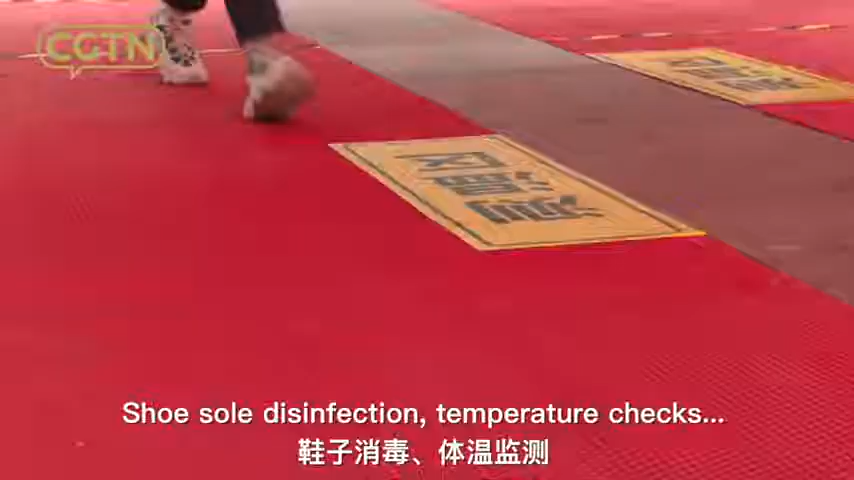 CGTN
Shoe sole disinfection, temperature checks...
鞋子消毒、体温监测